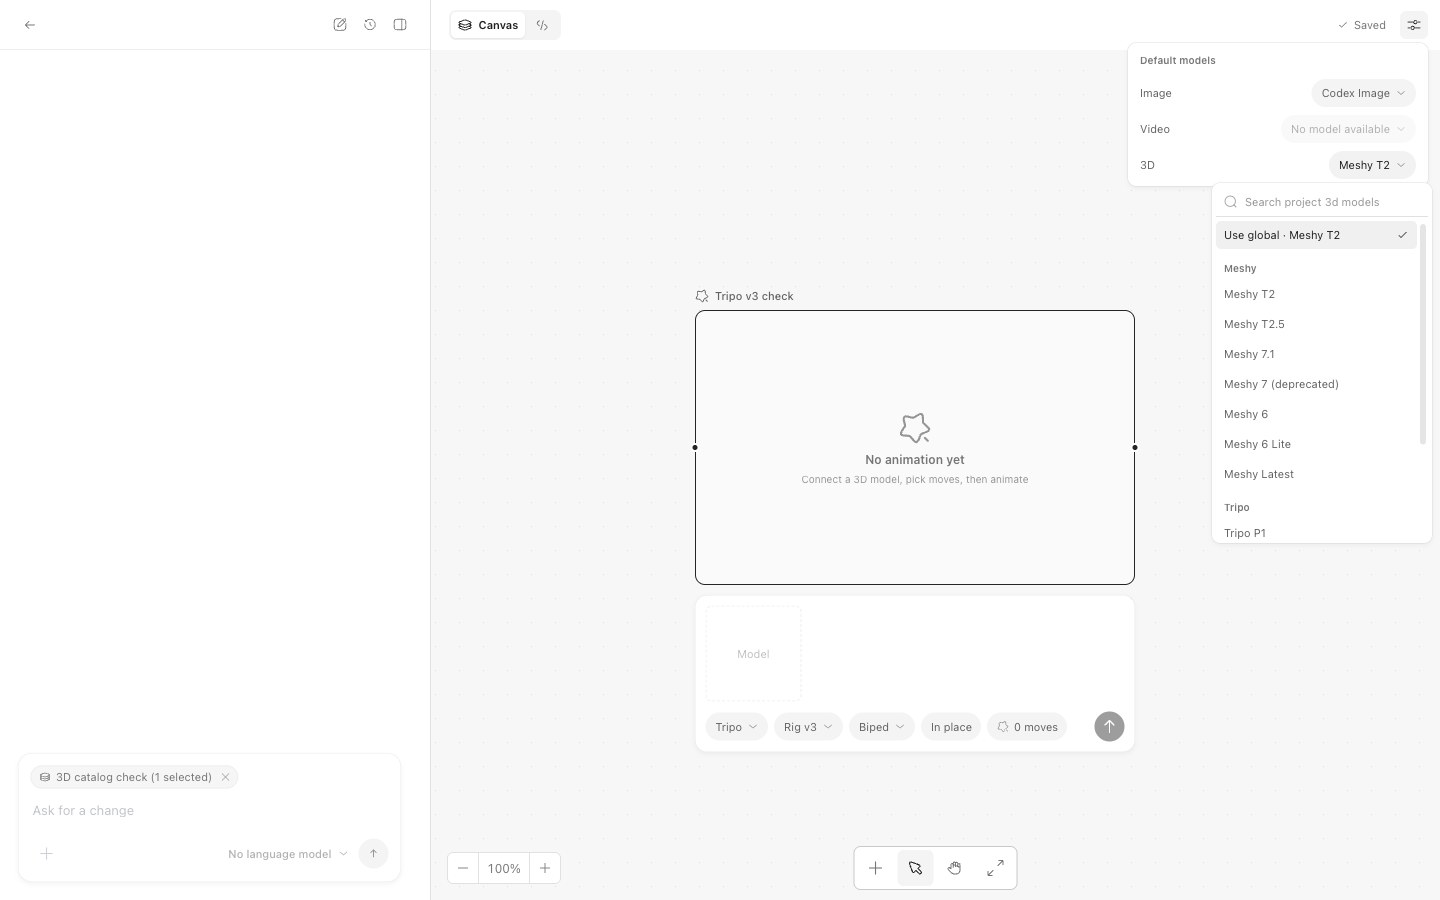 Canvas
Saved
Default models
Image
Codex Image
Video
No model available
3D
Meshy T2
Search project 3d models
Use global · Meshy T2
Meshy
Meshy T2
Meshy T2.5
Meshy 7.1
Meshy 7 (deprecated)
Meshy 6
Meshy 6 Lite
Meshy Latest
Tripo
Tripo P1
Tripo v3 check
No animation yet
Connect a 3D model, pick moves, then animate
Model
Tripo
Rig v3
Biped
In place
0 moves
3D catalog check (1 selected)
Ask for a change
No language model
100%